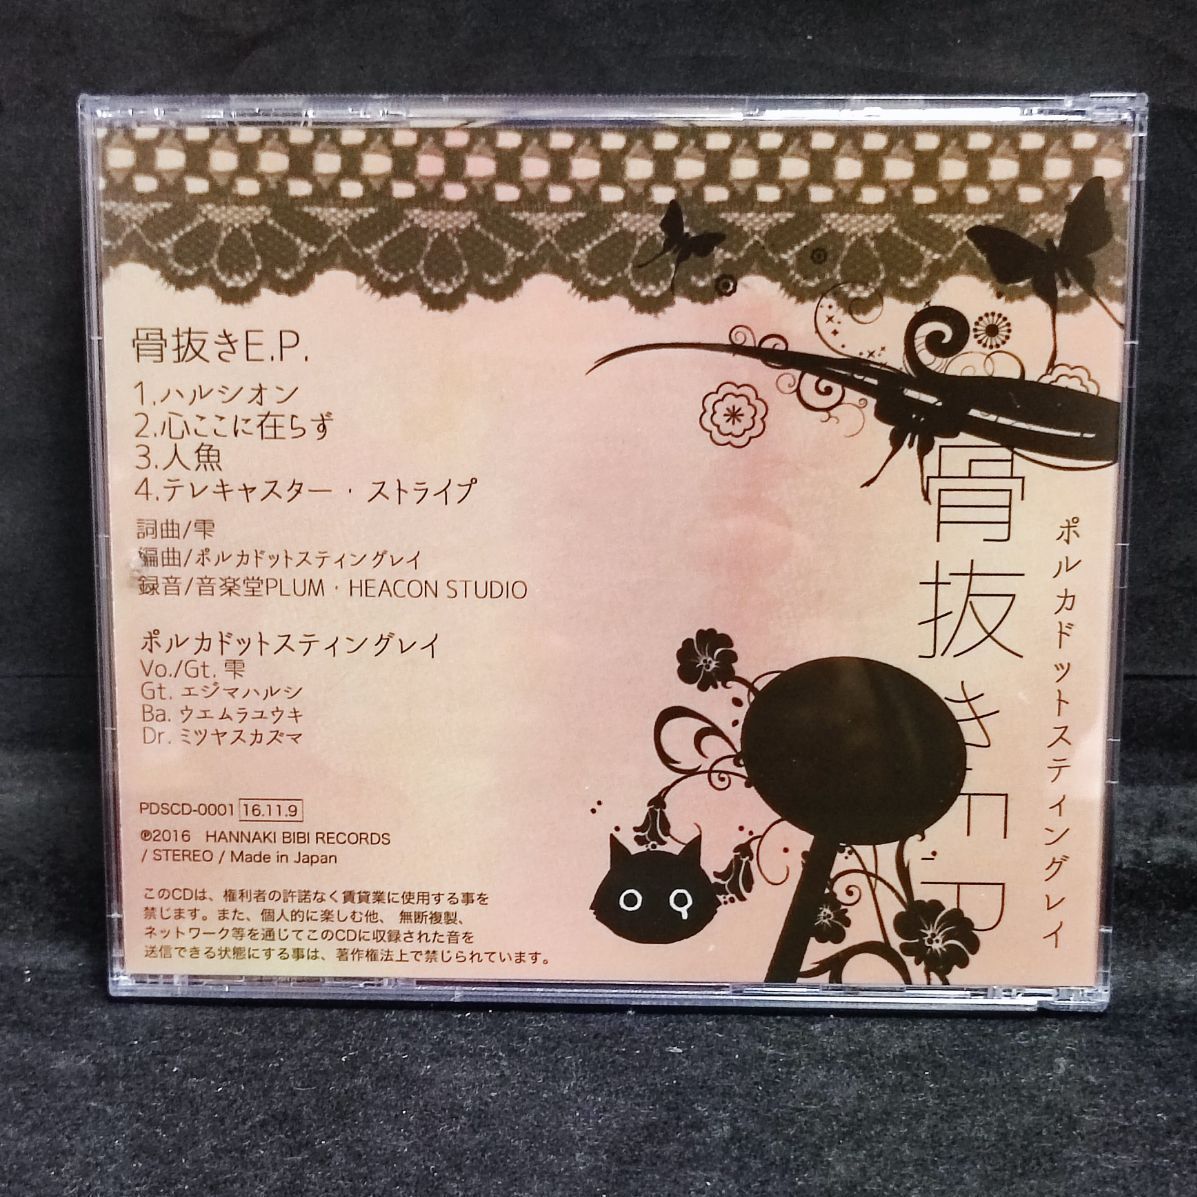 骨抜きE.P.
1.ハルシオン
2.心ここに在らず
3.人魚
4.テレキャスター・ストライプ
詞曲/雫
編曲/ポルカドットスティングレイ
録音/音楽堂PLUM・HEACON STUDIO
ポルカドットスティングレイ
Vo./Gt. 雫
Gt. エジマハルシ
Ba. ウエムラユウキ
Dr. ミツヤスカズマ
PDSCD-0001 16.11.9
℗2016 HANNAKI BIBI RECORDS
/ STEREO / Made in Japan
このCDは、権利者の許諾なく賃貸業に使用する事を
禁じます。また、個人的に楽しむ他、無断複製、
ネットワーク等を通じてこのCDに収録された音を
送信できる状態にする事は、著作権法上で禁じられています。
ポルカドットスティングレイ
骨抜きE.P.